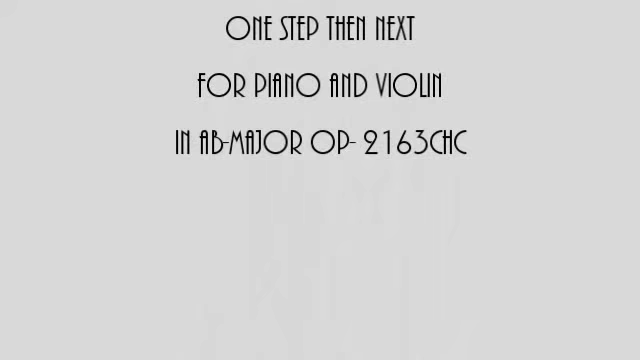 ONE STEP THEN NEXT
FOR PIANO AND VIOLIN
IN AB-MAJOR OP- 2163CHC